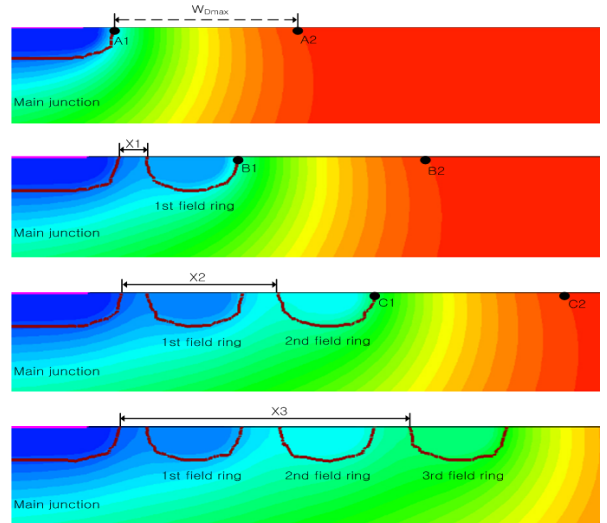 W_Dmax
A1
A2
Main junction
X1
B1
B2
1st field ring
Main junction
X2
C1
C2
1st field ring
2nd field ring
Main junction
X3
1st field ring
2nd field ring
3rd field ring
Main junction